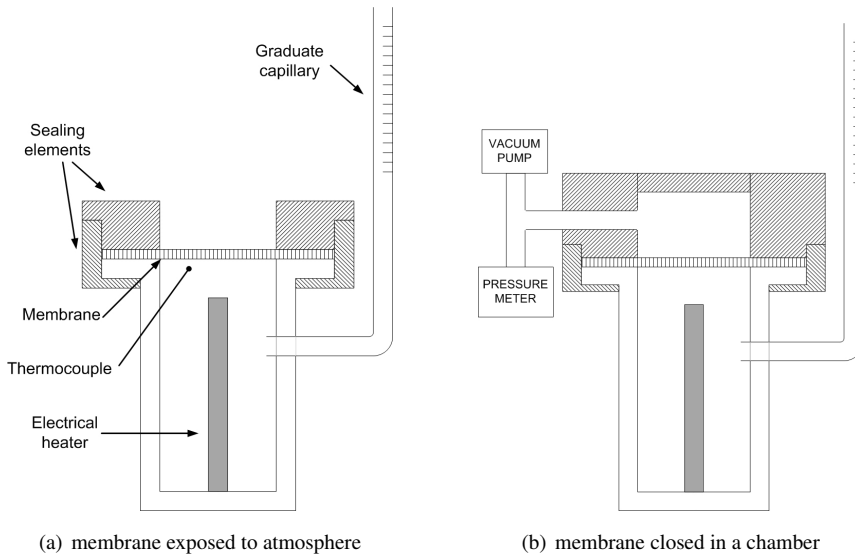 Graduate
capillary
Sealing
elements
Membrane
Thermocouple
Electrical
heater
VACUUM
PUMP
PRESSURE
METER
(a) membrane exposed to atmosphere
(b) membrane closed in a chamber